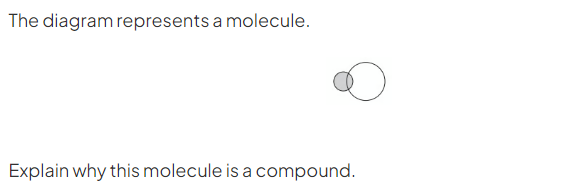 The diagram represents a molecule.
Explain why this molecule is a compound.